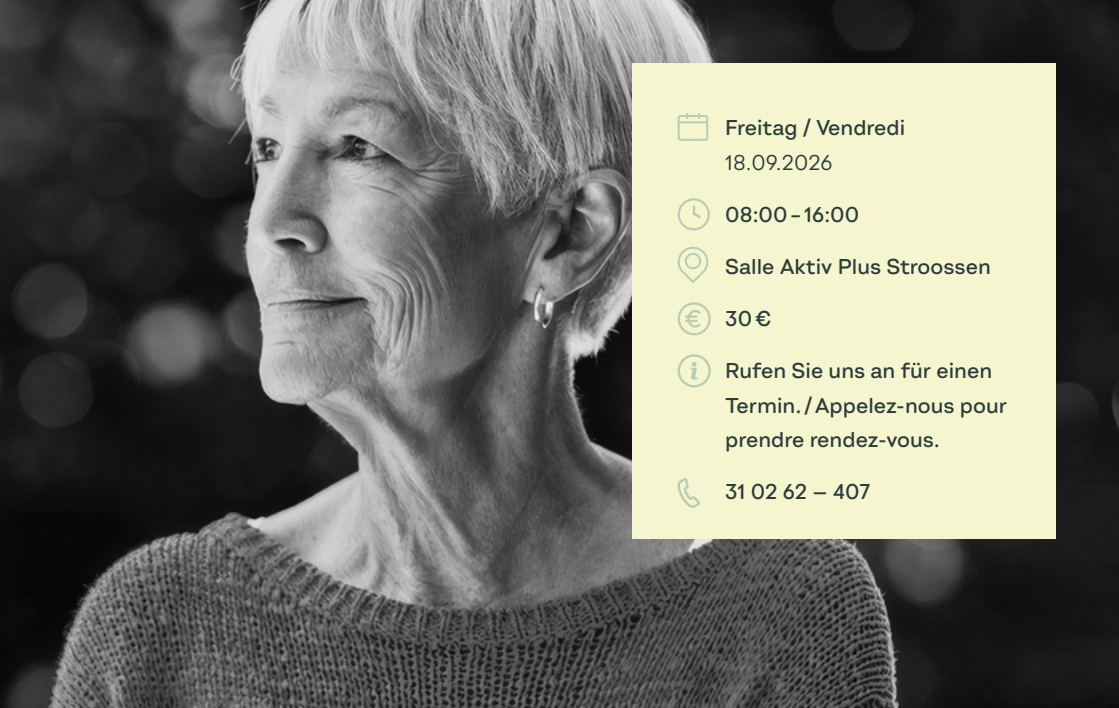 Freitag / Vendredi
18.09.2026
08:00 – 16:00
Salle Aktiv Plus Stroossen
30 €
Rufen Sie uns an für einen
Termin. / Appelez-nous pour
prendre rendez-vous.
31 02 62 – 407